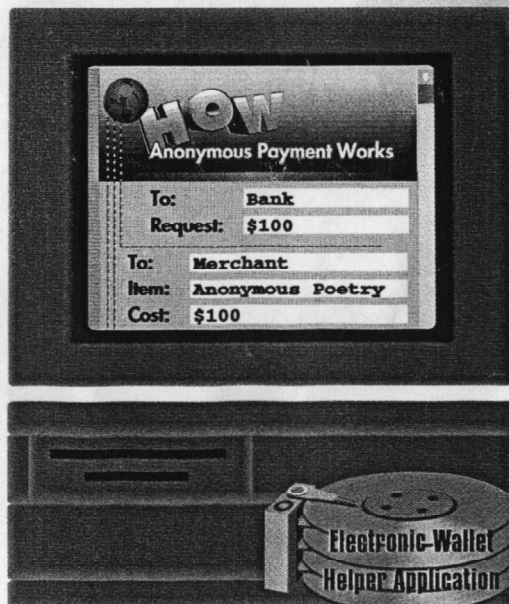 HOW
Anonymous Payment Works
To: Bank
Request: $100
To: Merchant
Item: Anonymous Poetry
Cost: $100
Electronic Wallet
Helper Application